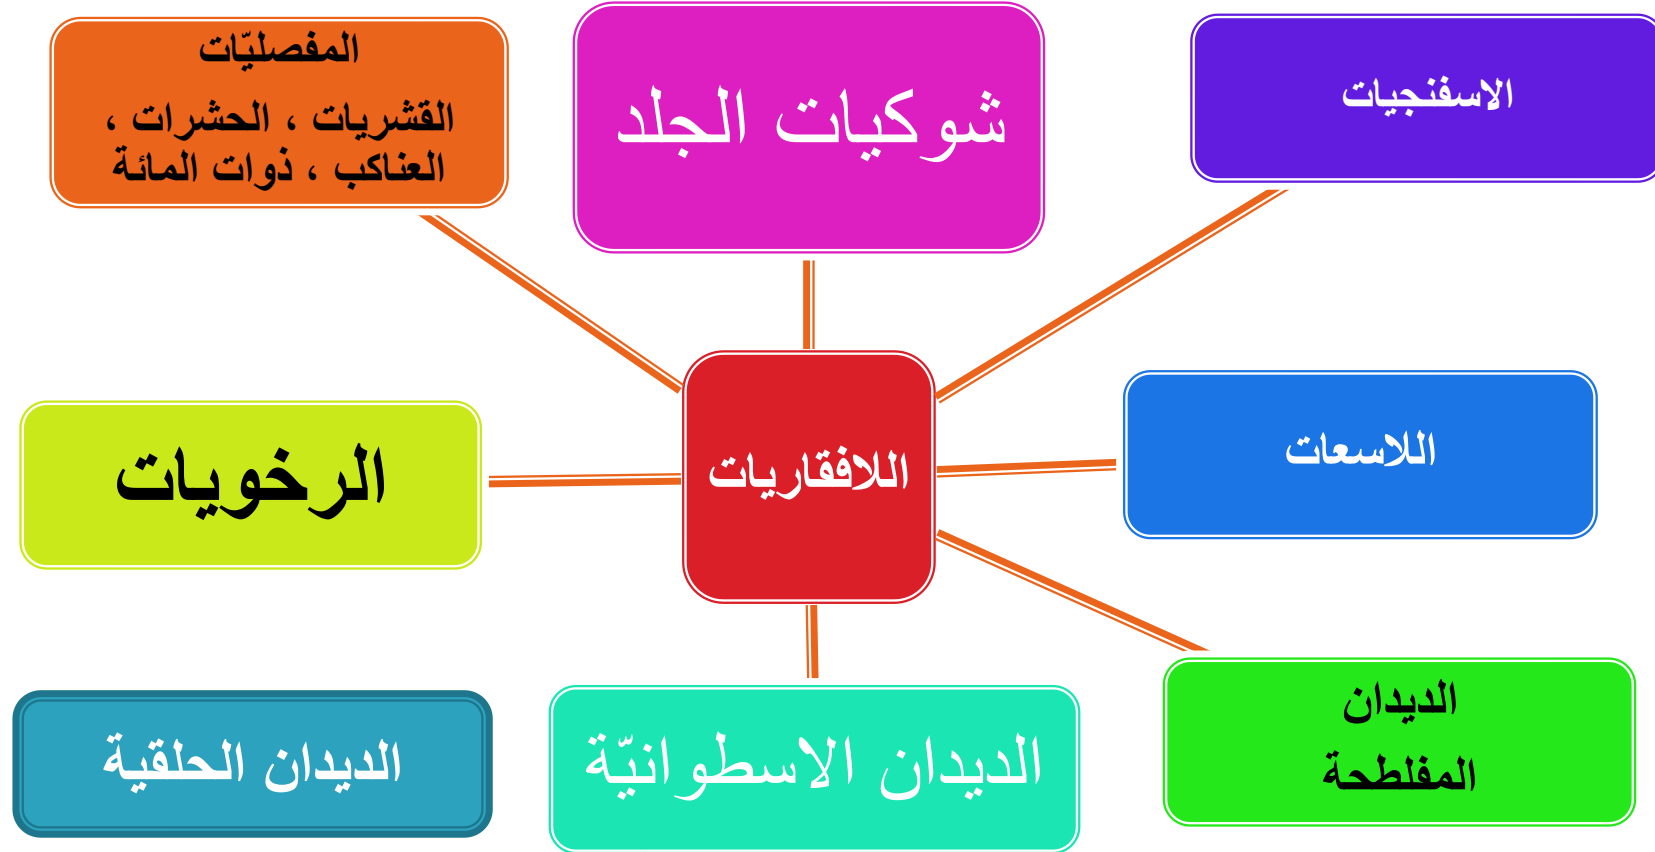 الاسفنجيات
شوكيات الجلد
المفصليّات
القشريات ، الحشرات ،
العناكب ، ذوات المائة
اللاسعات
اللافقاريات
الرخويات
الديدان
المفلطحة
الديدان الاسطوانيّة
الديدان الحلقية